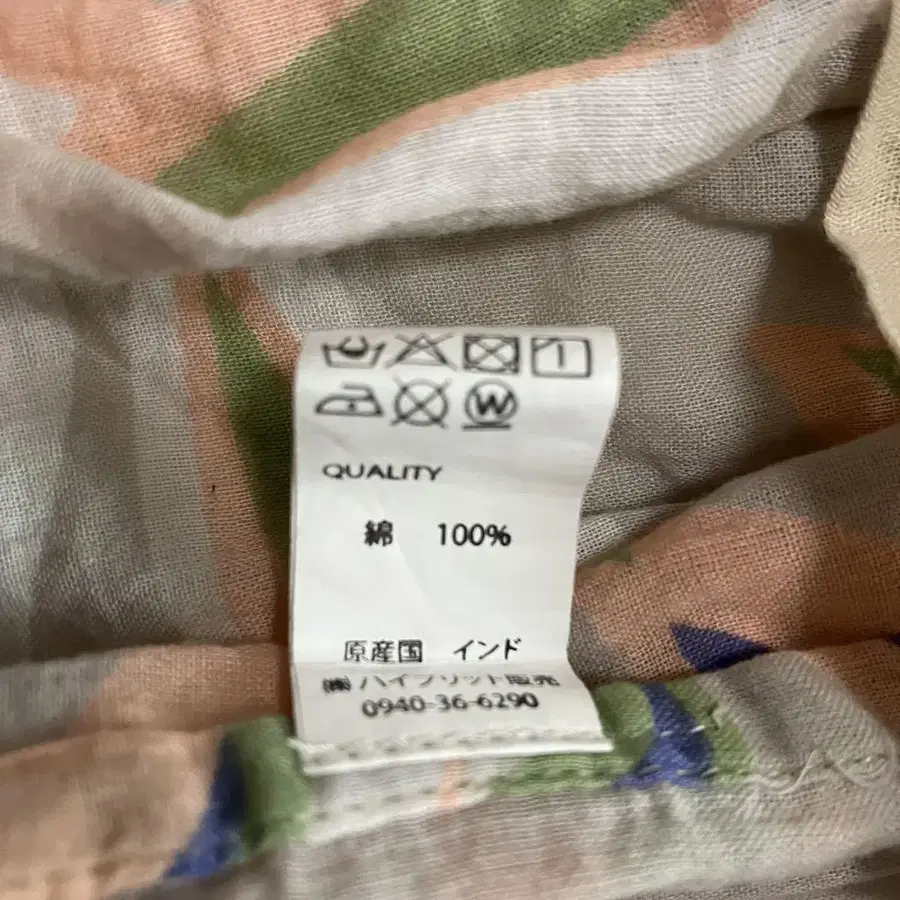 W
QUALITY
綿 100%
原産国 インド
㈱ハイブリット販売
0940-36-6290